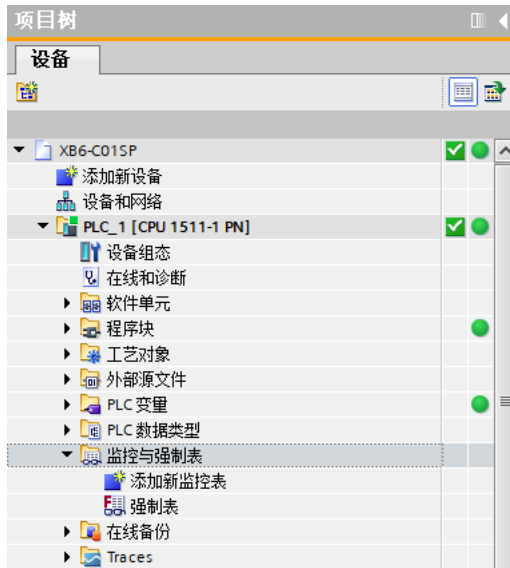 项目树
设备
XB6-C01SP
添加新设备
设备和网络
PLC_1 [CPU 1511-1 PN]
设备组态
在线和诊断
软件单元
程序块
工艺对象
外部源文件
PLC 变量
PLC 数据类型
监控与强制表
添加新监控表
强制表
在线备份
Traces